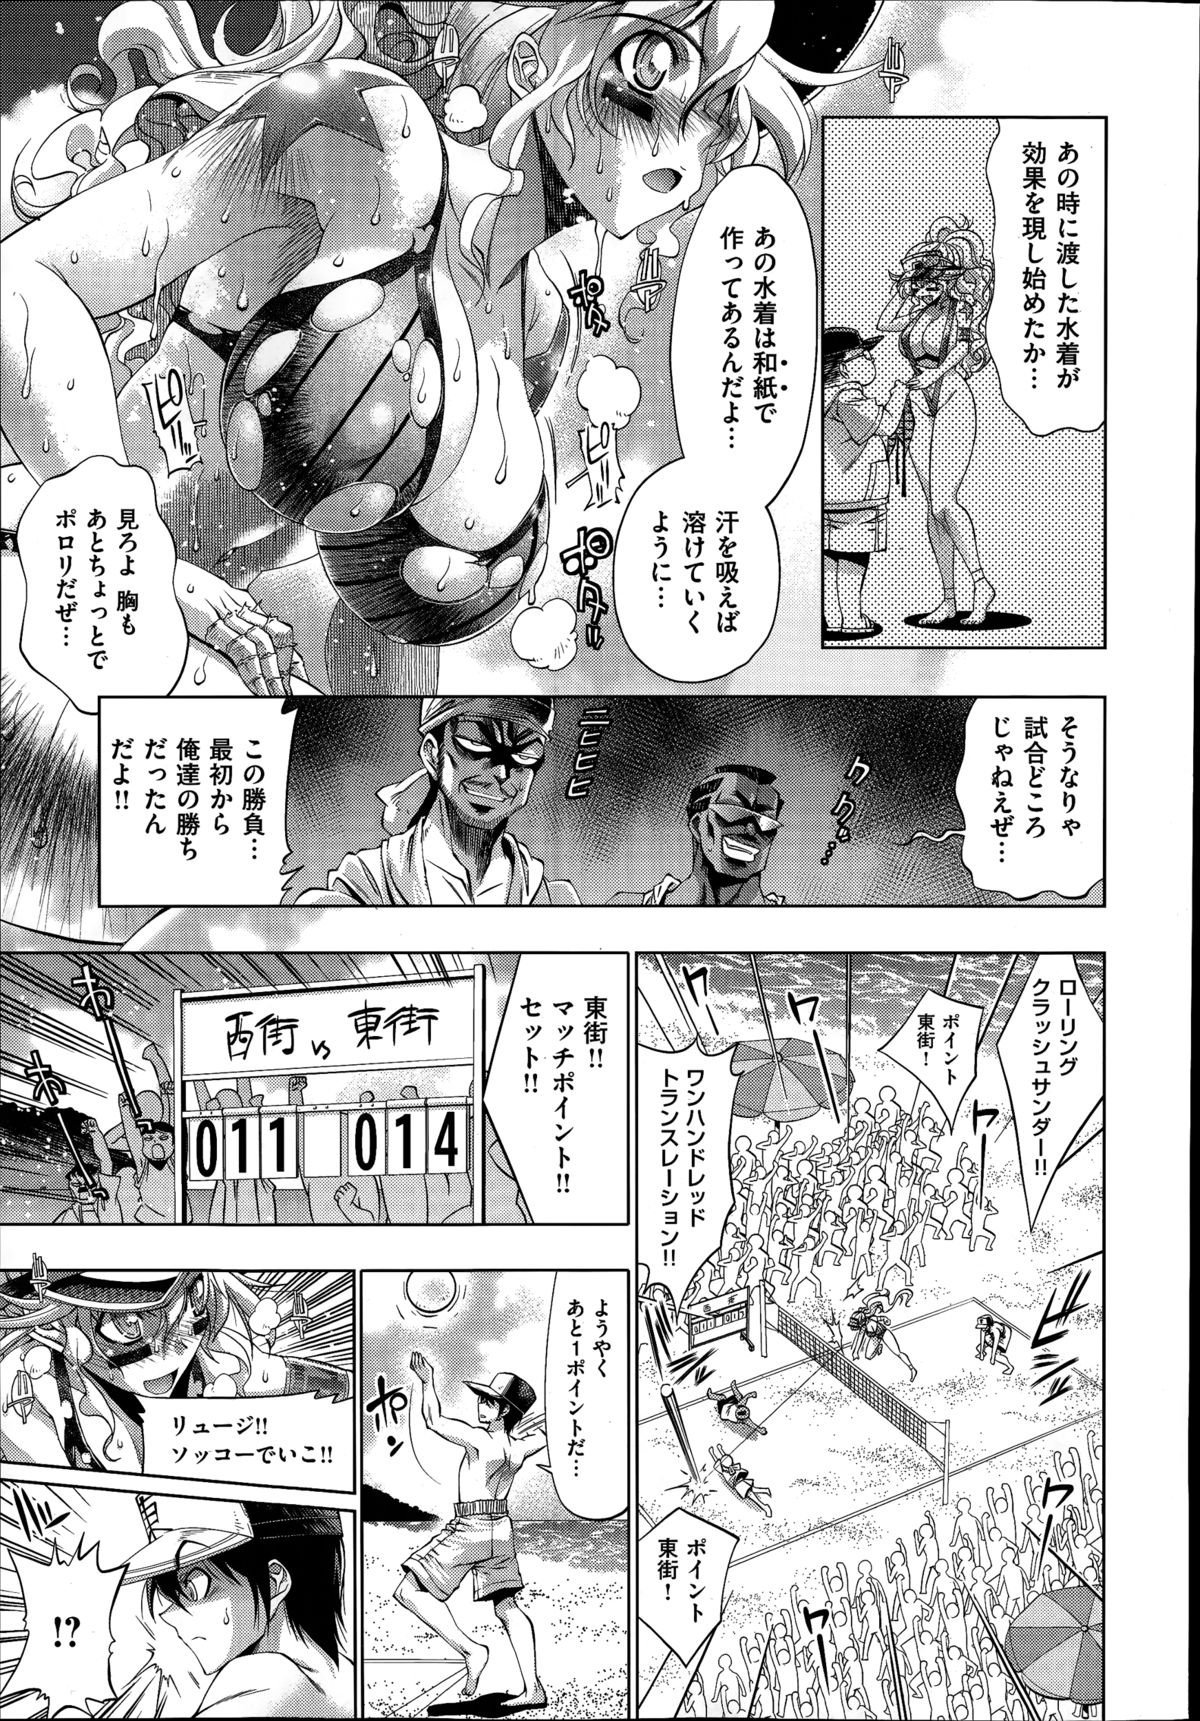 あの時に渡した水着が
効果を現し始めたか…
あの水着は和紙で
作ってあるんだよ…
汗を吸えば
溶けていく
ように…
ポタ
ピピッ
ポタッ
見ろよ 胸も
あとちょっとで
ポロリだぜ…
そうなりゃ
試合どころ
じゃねえぜ…
ククク…
ニヒヒヒ
この勝負…
最初から
俺達の勝ち
だったん
だよ!!
ローリング
クラッシュサンダー!!
ポイント
東街!
ワッ
ワンハンドレッド
トランスレーション!!
ワッ
ポイント
東街!
東街!!
マッチポイント!!
セット!!
西街 vs 東街
011 014
わー
わー
ようやく
あと1ポイントだ…
ポン
リュージ!!
ソッコーでいこ!!
!?